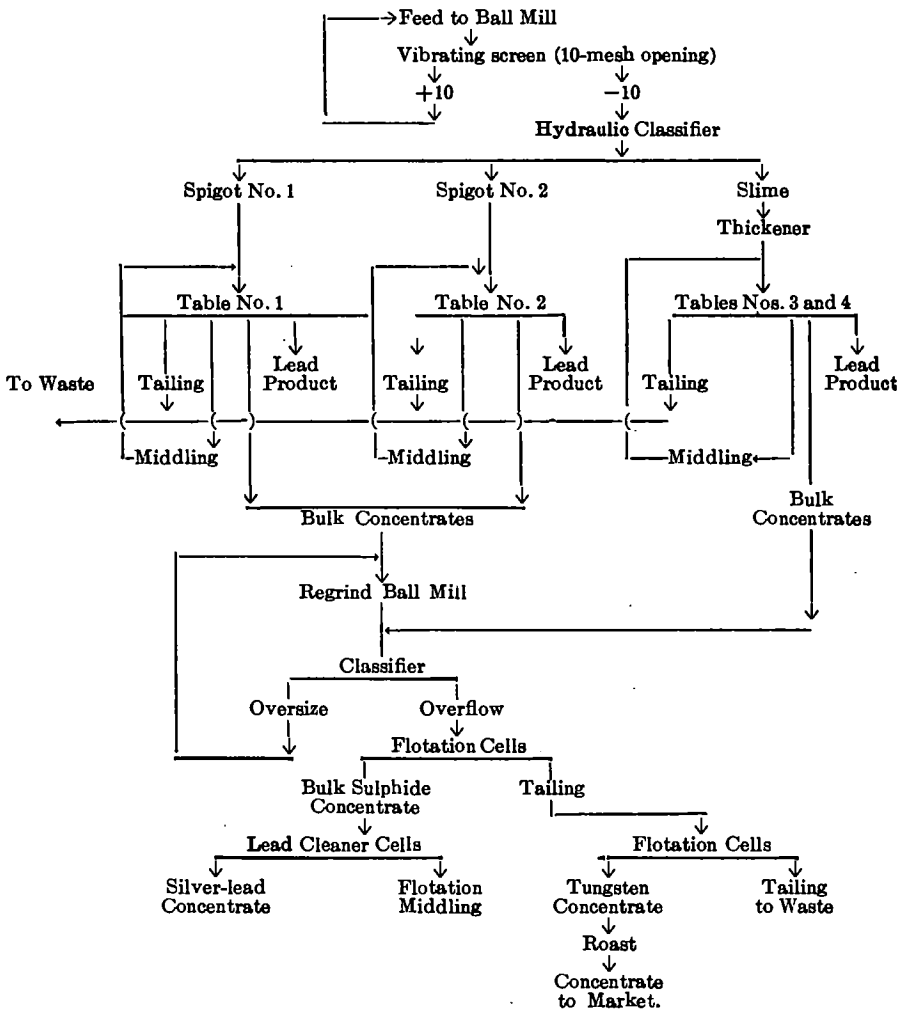 Feed to Ball Mill
Vibrating screen (10-mesh opening)
+10
−10
Hydraulic Classifier
Spigot No. 1
Spigot No. 2
Slime
Thickener
Table No. 1
Table No. 2
Tables Nos. 3 and 4
To Waste
Tailing
Lead
Product
Tailing
Lead
Product
Tailing
Lead
Product
Middling
Middling
Middling
Bulk Concentrates
Bulk
Concentrates
Regrind Ball Mill
Classifier
Oversize
Overflow
Flotation Cells
Bulk Sulphide
Concentrate
Tailing
Lead Cleaner Cells
Flotation Cells
Silver-lead
Concentrate
Flotation
Middling
Tungsten
Concentrate
Tailing
to Waste
Roast
Concentrate
to Market.